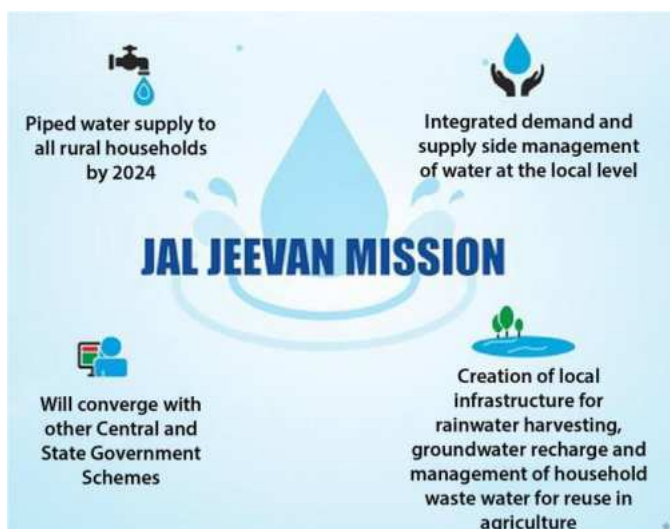 Piped water supply to
all rural households
by 2024
Integrated demand and
supply side management
of water at the local level
JAL JEEVAN MISSION
Will converge with
other Central and
State Government
Schemes
Creation of local
infrastructure for
rainwater harvesting,
groundwater recharge and
management of household
waste water for reuse in
agriculture